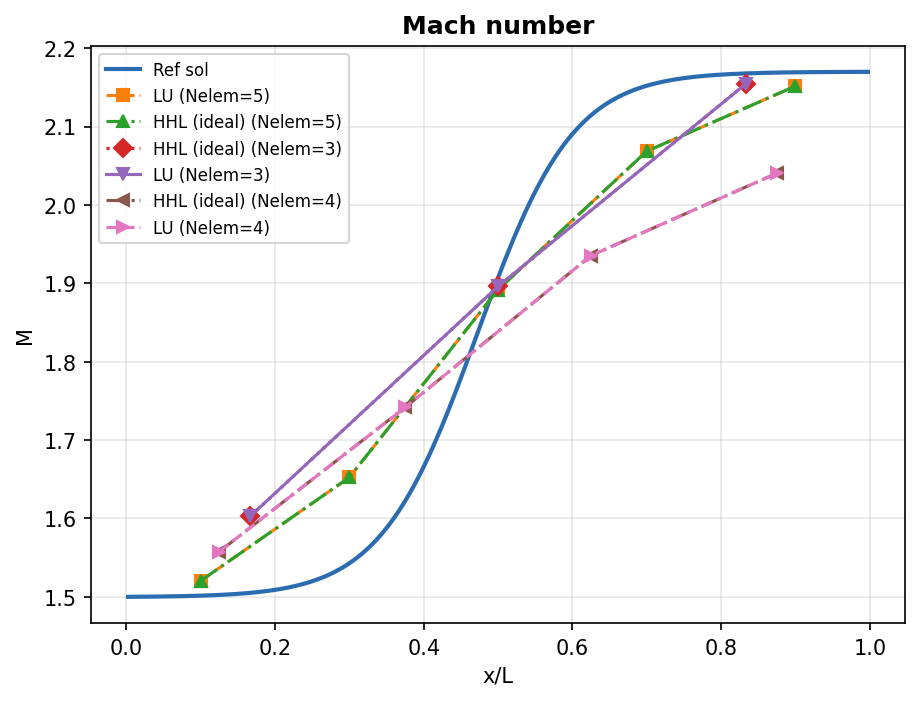 Mach number
2.2
2.1
2.0
1.9
1.8
1.7
1.6
1.5
M
Ref sol
LU (Nelem=5)
HHL (ideal) (Nelem=5)
HHL (ideal) (Nelem=3)
LU (Nelem=3)
HHL (ideal) (Nelem=4)
LU (Nelem=4)
0.0 0.2 0.4 0.6 0.8 1.0
x/L